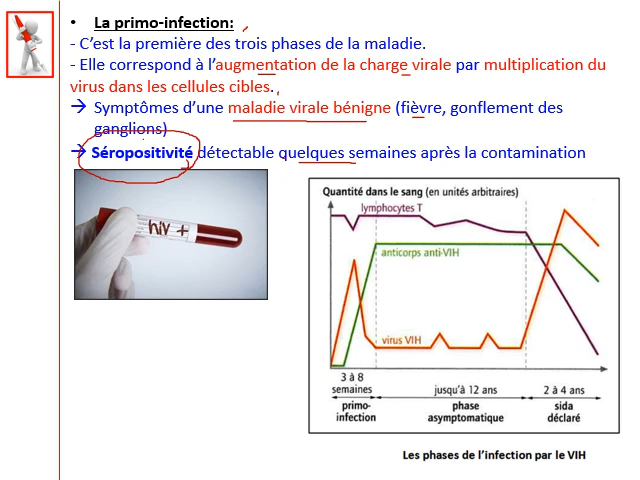 • La primo-infection:
- C'est la première des trois phases de la maladie.
- Elle correspond à l'augmentation de la charge virale par multiplication du
virus dans les cellules cibles.
→ Symptômes d'une maladie virale bénigne (fièvre, gonflement des
ganglions)
→ Séropositivité détectable quelques semaines après la contamination
hiv +
Quantité dans le sang (en unités arbitraires)
lymphocytes T
anticorps anti-VIH
virus VIH
3 à 8
semaines
jusqu'à 12 ans
2 à 4 ans
primo-
infection
phase
asymptomatique
sida
déclaré
Les phases de l'infection par le VIH